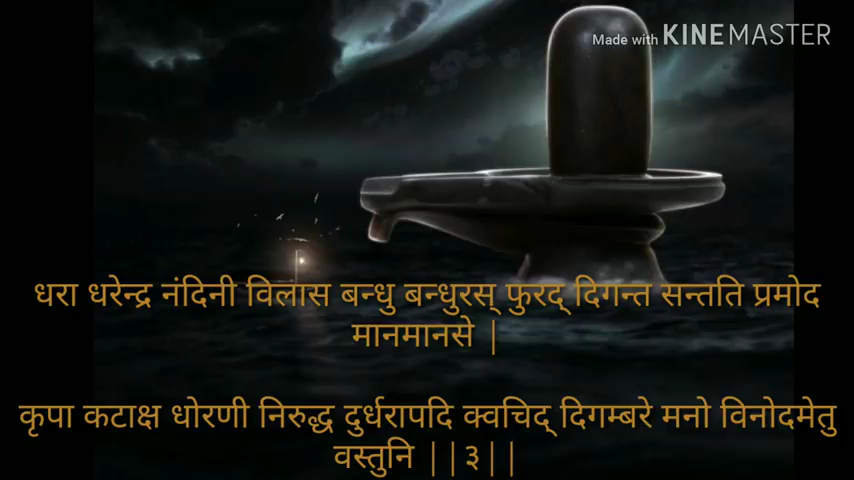 Made with KINEMASTER
धरा धरेन्द्र नंदिनी विलास बन्धु बन्धुरस् फुरद् दिगन्त सन्तति प्रमोद
मानमानसे |
कृपा कटाक्ष धोरणी निरुद्ध दुर्धरापदि क्वचिद् दिगम्बरे मनो विनोदमेतु
वस्तुनि ||३||